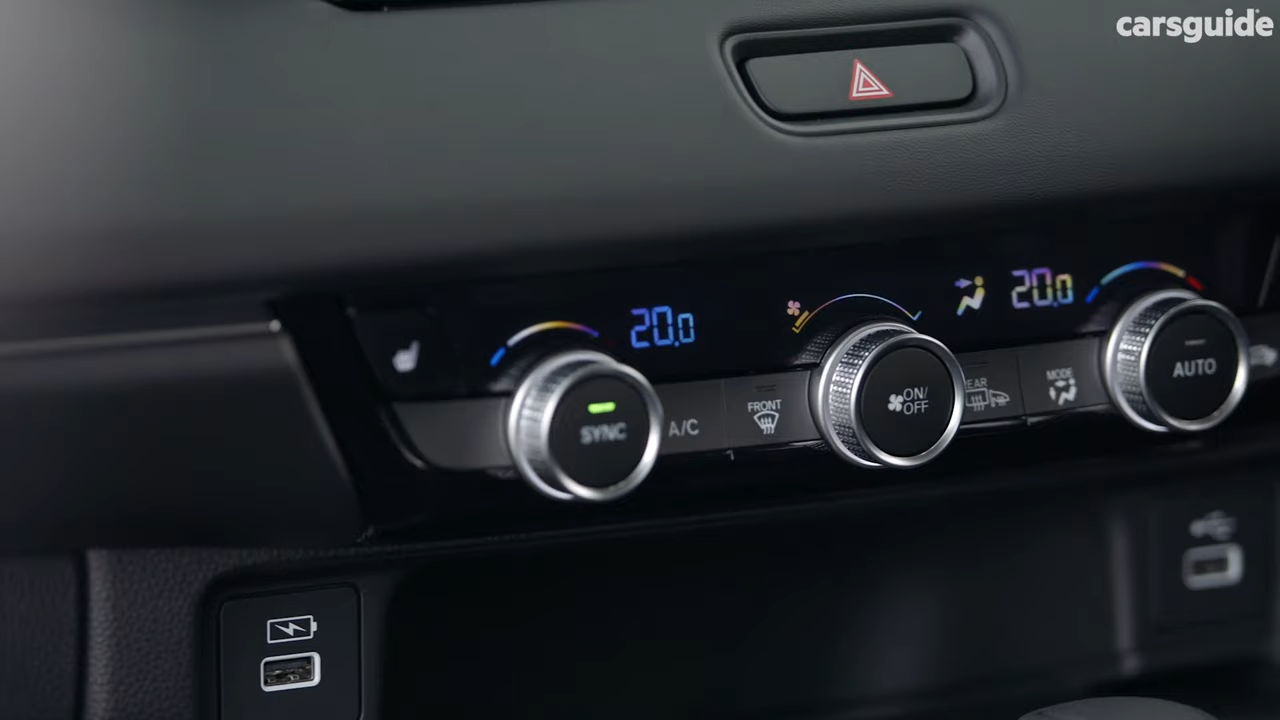 carsguide
20.0
20.0
SYNC
A/C
FRONT
ON/
OFF
REAR
MODE
AUTO